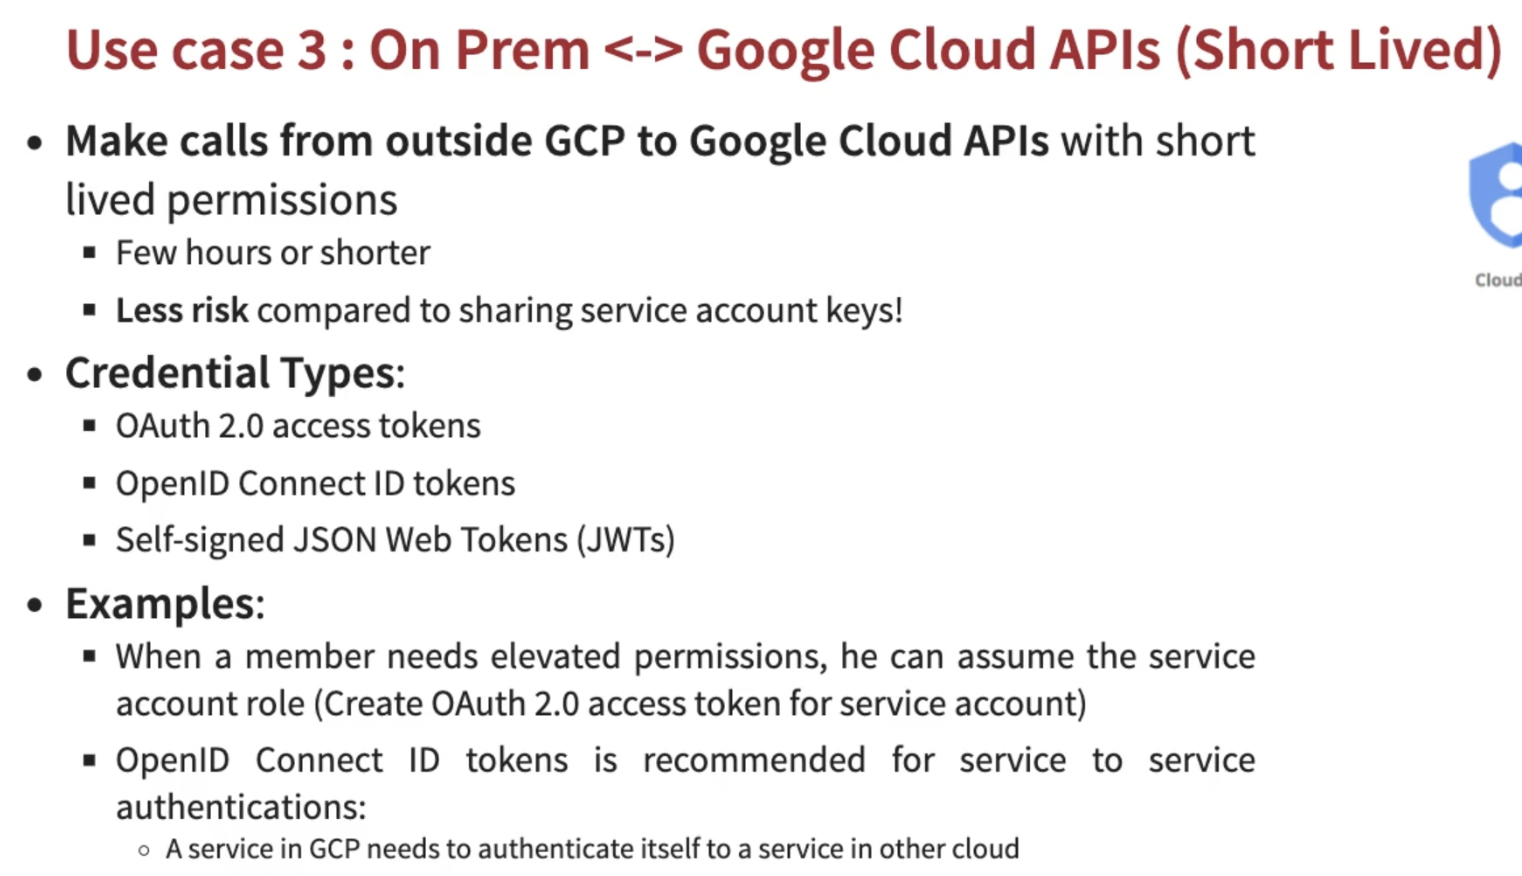 Use case 3 : On Prem <-> Google Cloud APIs (Short Lived)
• Make calls from outside GCP to Google Cloud APIs with short
lived permissions
▪ Few hours or shorter
▪ Less risk compared to sharing service account keys!
• Credential Types:
▪ OAuth 2.0 access tokens
▪ OpenID Connect ID tokens
▪ Self-signed JSON Web Tokens (JWTs)
• Examples:
▪ When a member needs elevated permissions, he can assume the service
account role (Create OAuth 2.0 access token for service account)
▪ OpenID Connect ID tokens is recommended for service to service
authentications:
○ A service in GCP needs to authenticate itself to a service in other cloud
Cloud